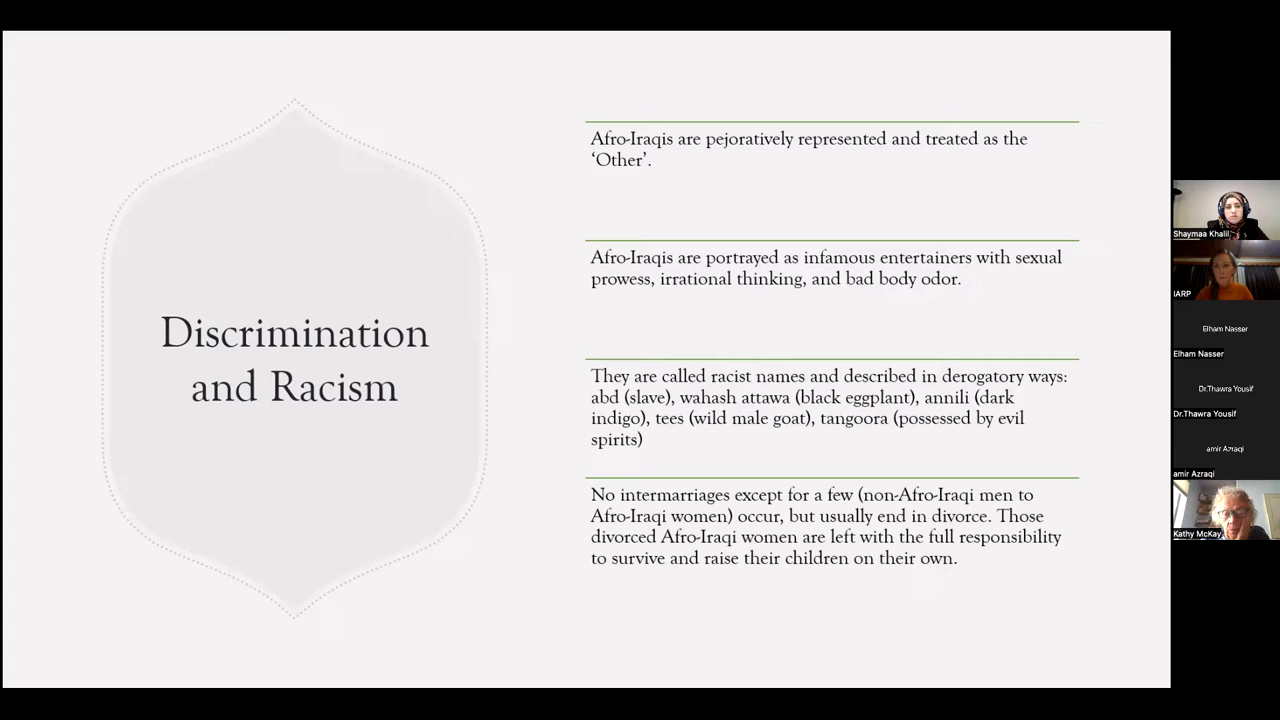 Discrimination
and Racism
Afro-Iraqis are pejoratively represented and treated as the
‘Other’.
Afro-Iraqis are portrayed as infamous entertainers with sexual
prowess, irrational thinking, and bad body odor.
They are called racist names and described in derogatory ways:
abd (slave), wahash attawa (black eggplant), annili (dark
indigo), tees (wild male goat), tangoora (possessed by evil
spirits)
No intermarriages except for a few (non-Afro-Iraqi men to
Afro-Iraqi women) occur, but usually end in divorce. Those
divorced Afro-Iraqi women are left with the full responsibility
to survive and raise their children on their own.
Shaymaa Khalil
IARP
Elham Nasser
Elham Nasser
Dr.Thawra Yousif
Dr.Thawra Yousif
amir Azraqi
amir Azraqi
Kathy McKay